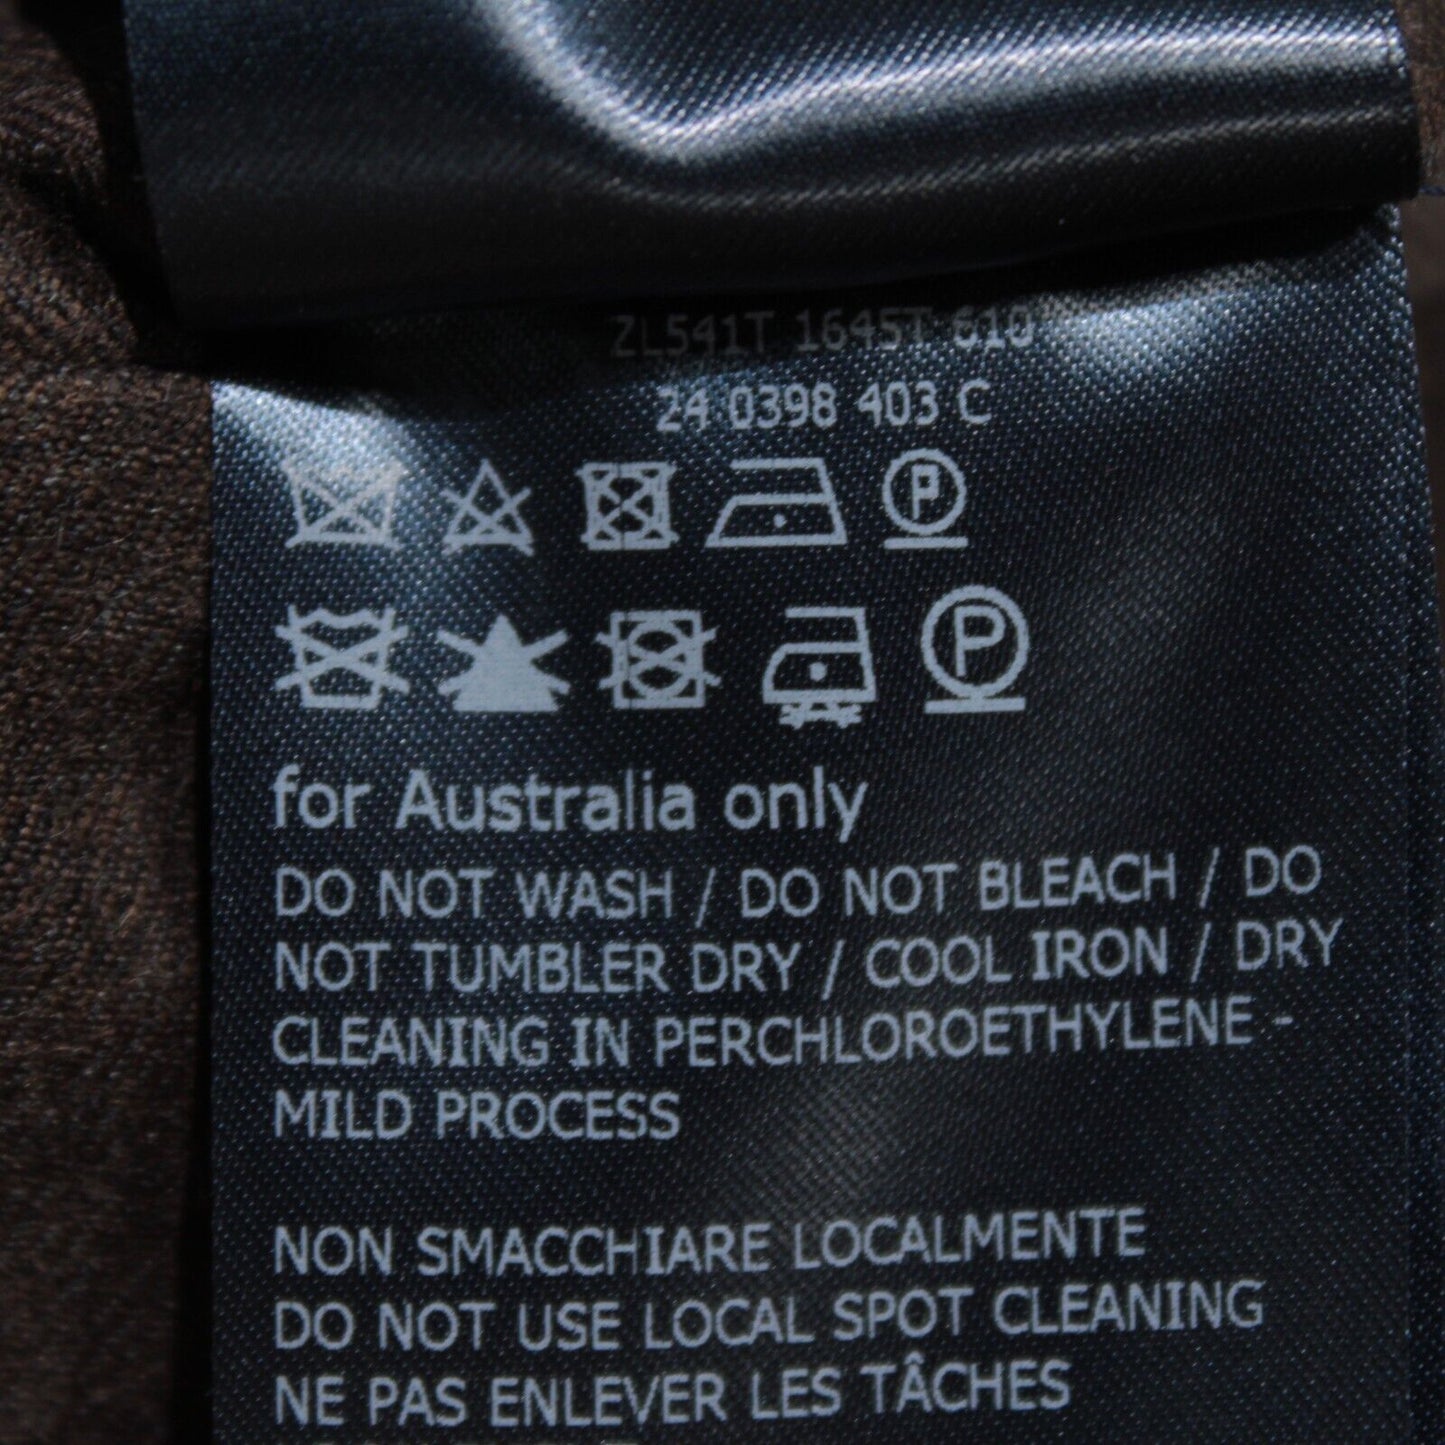 ZL541T 1645T 610
24 0398 403 C
P
P
for Australia only
DO NOT WASH / DO NOT BLEACH / DO
NOT TUMBLER DRY / COOL IRON / DRY
CLEANING IN PERCHLOROETHYLENE -
MILD PROCESS
NON SMACCHIARE LOCALMENTE
DO NOT USE LOCAL SPOT CLEANING
NE PAS ENLEVER LES TÂCHES